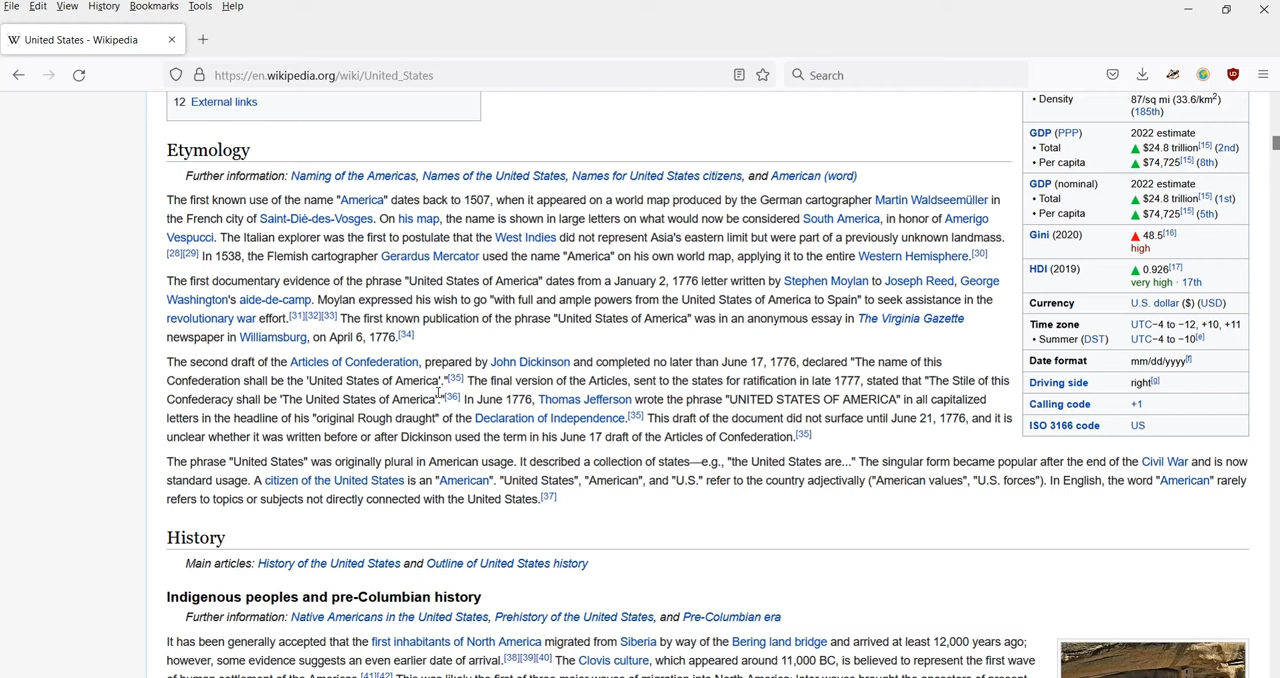 File Edit View History Bookmarks Tools Help
W United States - Wikipedia
https://en.wikipedia.org/wiki/United_States
Search
12 External links
Etymology
Further information: Naming of the Americas, Names of the United States, Names for United States citizens, and American (word)
The first known use of the name "America" dates back to 1507, when it appeared on a world map produced by the German cartographer Martin Waldseemüller in
the French city of Saint-Dié-des-Vosges. On his map, the name is shown in large letters on what would now be considered South America, in honor of Amerigo
Vespucci. The Italian explorer was the first to postulate that the West Indies did not represent Asia's eastern limit but were part of a previously unknown landmass.
[28][29] In 1538, the Flemish cartographer Gerardus Mercator used the name "America" on his own world map, applying it to the entire Western Hemisphere.[30]
The first documentary evidence of the phrase "United States of America" dates from a January 2, 1776 letter written by Stephen Moylan to Joseph Reed, George
Washington's aide-de-camp. Moylan expressed his wish to go "with full and ample powers from the United States of America to Spain" to seek assistance in the
revolutionary war effort.[31][32][33] The first known publication of the phrase "United States of America" was in an anonymous essay in The Virginia Gazette
newspaper in Williamsburg, on April 6, 1776.[34]
The second draft of the Articles of Confederation, prepared by John Dickinson and completed no later than June 17, 1776, declared "The name of this
Confederation shall be the 'United States of America'."[35] The final version of the Articles, sent to the states for ratification in late 1777, stated that "The Stile of this
Confederacy shall be 'The United States of America'."[36] In June 1776, Thomas Jefferson wrote the phrase "UNITED STATES OF AMERICA" in all capitalized
letters in the headline of his "original Rough draught" of the Declaration of Independence.[35] This draft of the document did not surface until June 21, 1776, and it is
unclear whether it was written before or after Dickinson used the term in his June 17 draft of the Articles of Confederation.[35]
The phrase "United States" was originally plural in American usage. It described a collection of states—e.g., "the United States are..." The singular form became popular after the end of the Civil War and is now
standard usage. A citizen of the United States is an "American". "United States", "American", and "U.S." refer to the country adjectivally ("American values", "U.S. forces"). In English, the word "American" rarely
refers to topics or subjects not directly connected with the United States.[37]
History
Main articles: History of the United States and Outline of United States history
Indigenous peoples and pre-Columbian history
Further information: Native Americans in the United States, Prehistory of the United States, and Pre-Columbian era
It has been generally accepted that the first inhabitants of North America migrated from Siberia by way of the Bering land bridge and arrived at least 12,000 years ago;
however, some evidence suggests an even earlier date of arrival.[38][39][40] The Clovis culture, which appeared around 11,000 BC, is believed to represent the first wave
of human settlement of the Americas.[41][42] This was likely the first of three major waves of migration into North America; later waves brought the ancestors of present
• Density 87/sq mi (33.6/km2)
(185th)
GDP (PPP) 2022 estimate
• Total $24.8 trillion[15] (2nd)
• Per capita $74,725[15] (8th)
GDP (nominal) 2022 estimate
• Total $24.8 trillion[15] (1st)
• Per capita $74,725[15] (5th)
Gini (2020) 48.5[16]
high
HDI (2019) 0.926[17]
very high · 17th
Currency U.S. dollar ($) (USD)
Time zone UTC−4 to −12, +10, +11
• Summer (DST) UTC−4 to −10[e]
Date format mm/dd/yyyy[f]
Driving side right[g]
Calling code +1
ISO 3166 code US